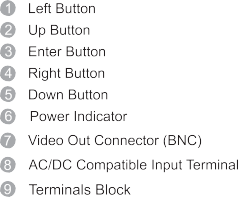 1 Left Button
2 Up Button
3 Enter Button
4 Right Button
5 Down Button
6 Power Indicator
7 Video Out Connector (BNC)
8 AC/DC Compatible Input Terminal
9 Terminals Block